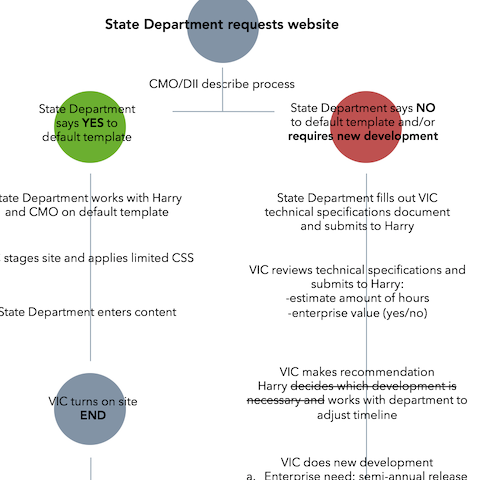 State Department requests website
CMO/DII describe process
State Department
says YES to
default template
State Department says NO
to default template and/or
requires new development
State Department works with Harry
and CMO on default template
stages site and applies limited CSS
State Department enters content
VIC turns on site
END
State Department fills out VIC
technical specifications document
and submits to Harry
VIC reviews technical specifications and
submits to Harry:
-estimate amount of hours
-enterprise value (yes/no)
VIC makes recommendation
Harry decides which development is
necessary and works with department to
adjust timeline
VIC does new development
a. Enterprise need: semi-annual release